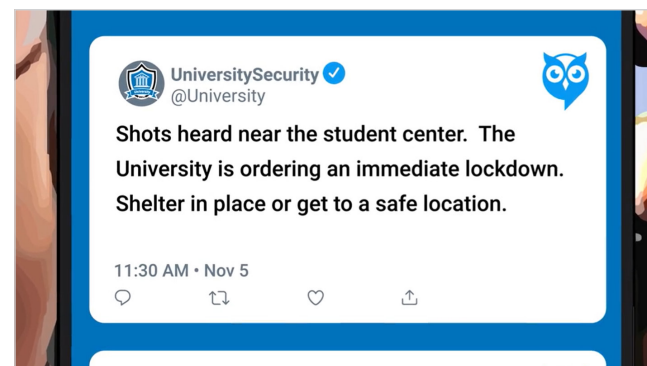 UniversitySecurity
@University
Shots heard near the student center. The
University is ordering an immediate lockdown.
Shelter in place or get to a safe location.
11:30 AM • Nov 5